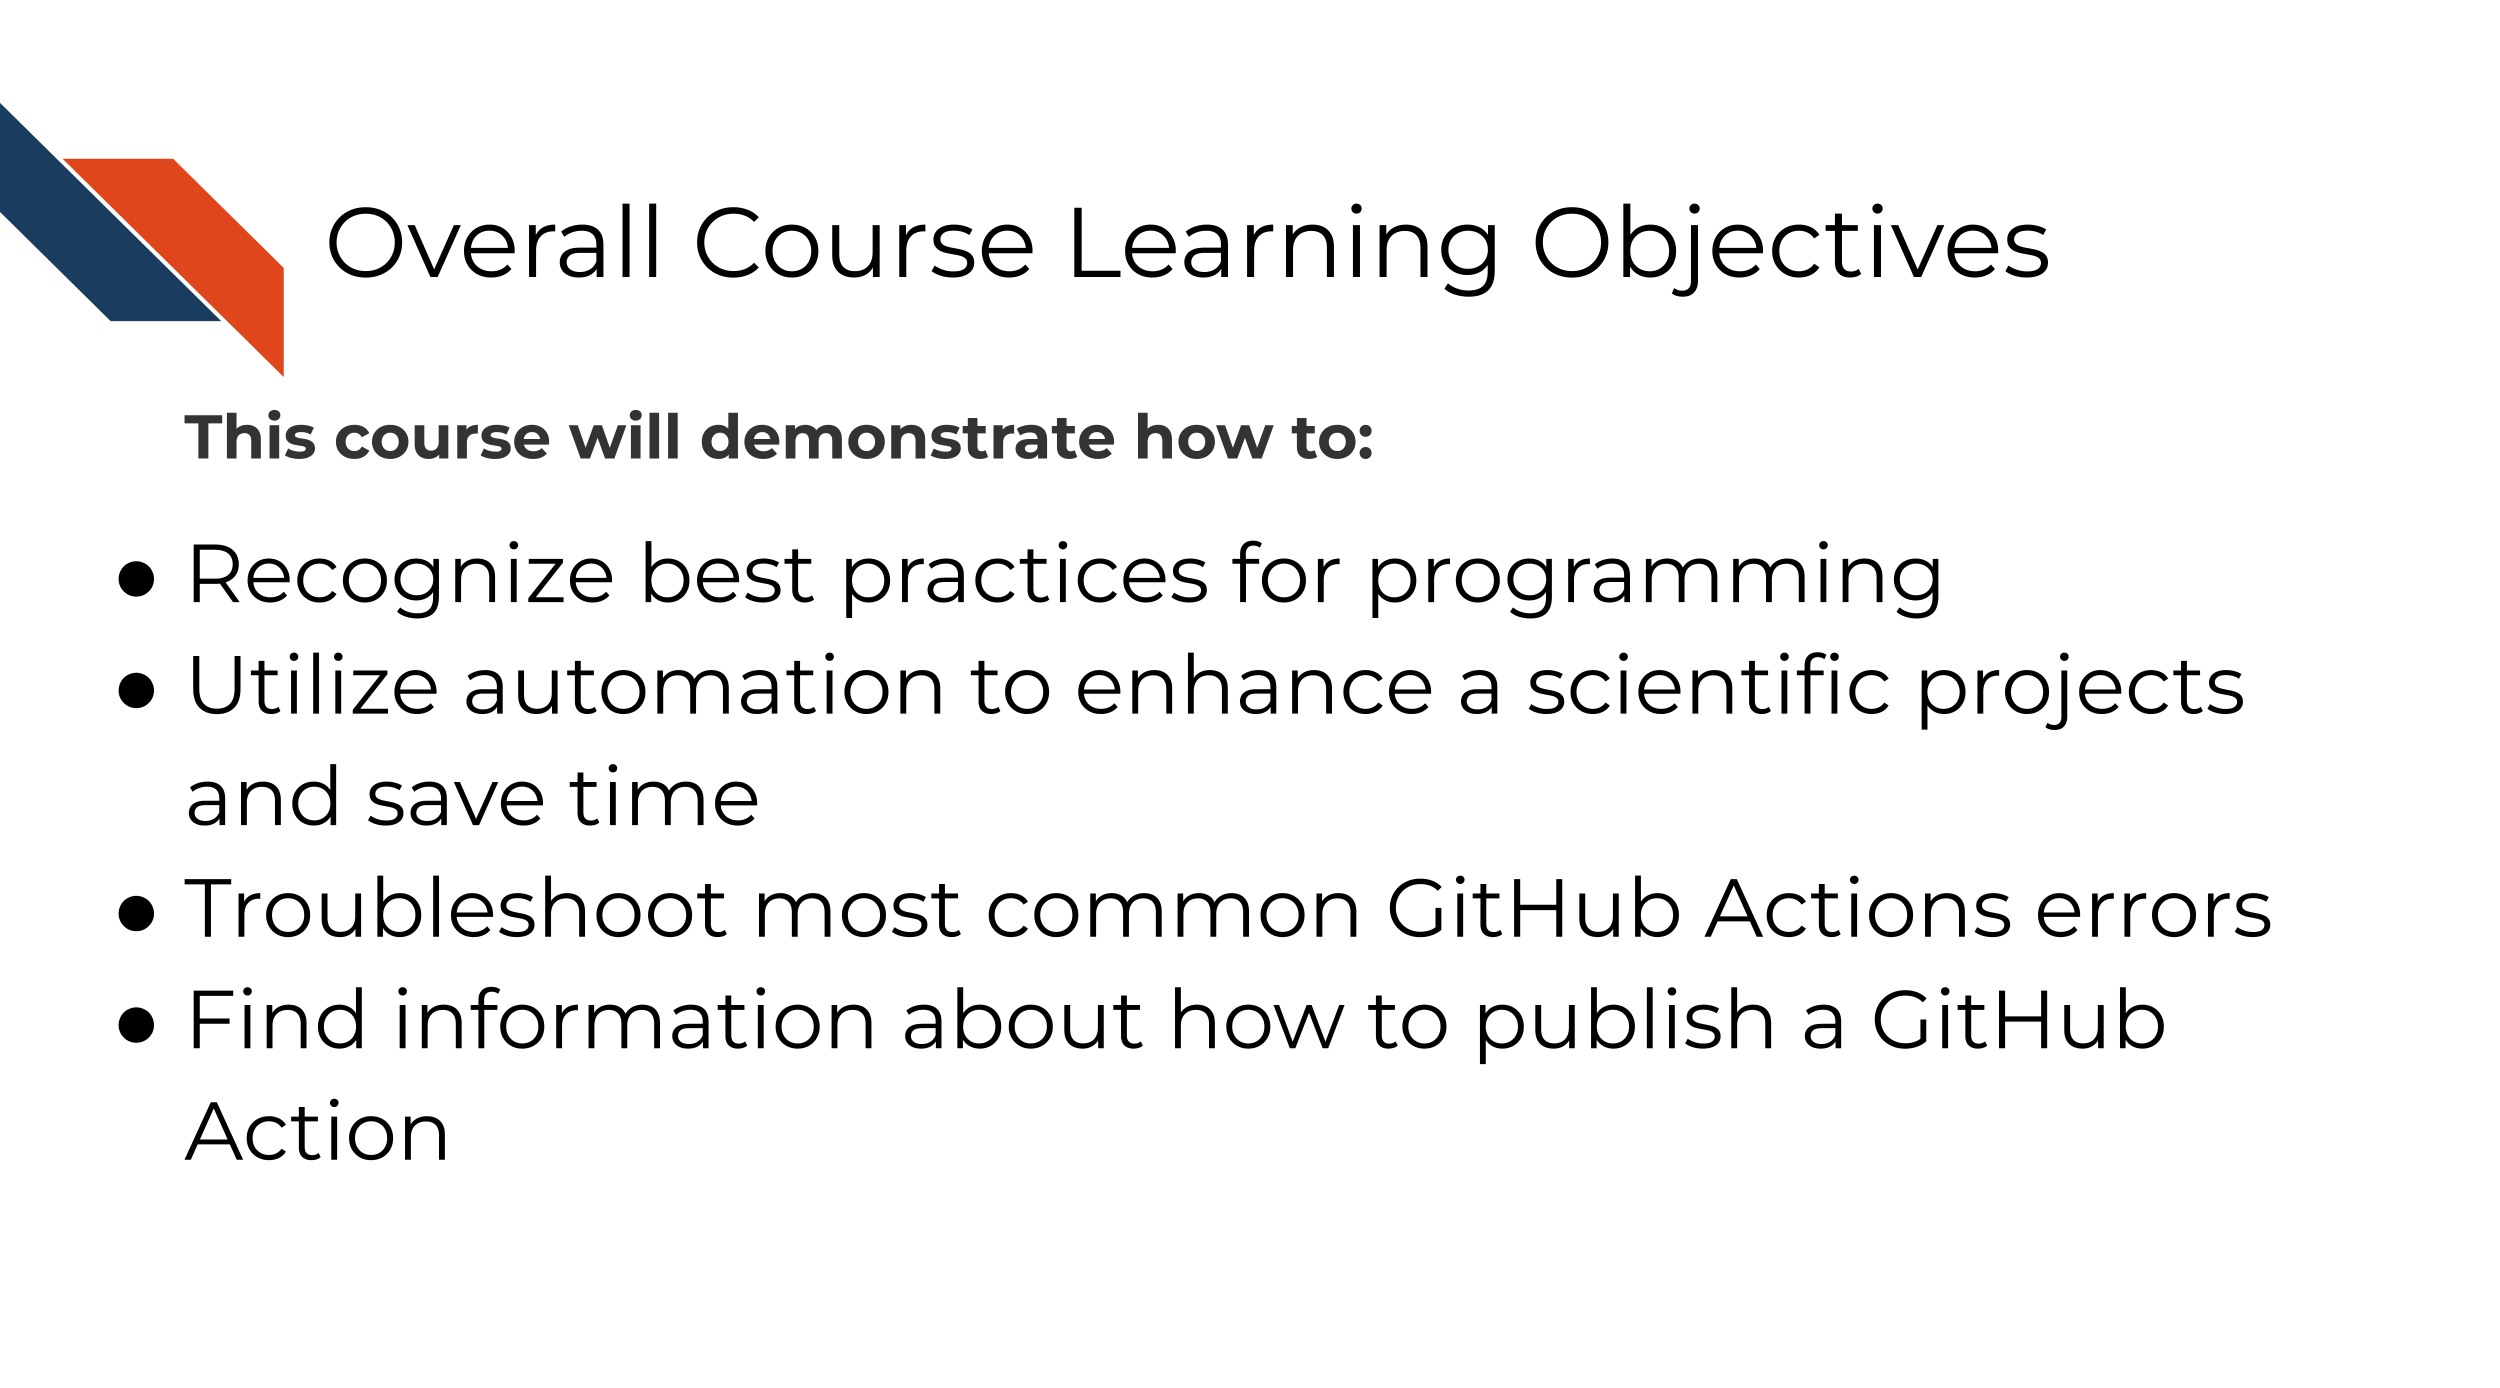 Overall Course Learning Objectives
This course will demonstrate how to:
● Recognize best practices for programming
● Utilize automation to enhance a scientific projects
and save time
● Troubleshoot most common GitHub Actions errors
● Find information about how to publish a GitHub
Action